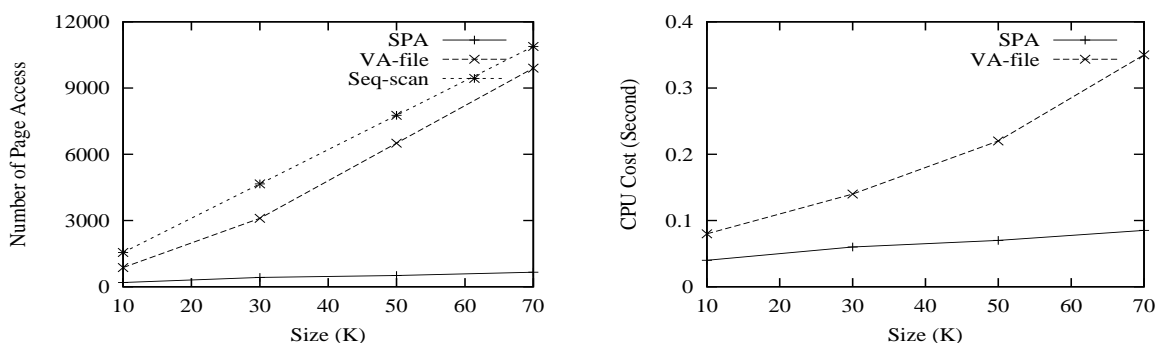 12000
9000
6000
3000
0
Number of Page Access
SPA
VA-file
Seq-scan
10 20 30 40 50 60 70
Size (K)
0.4
0.3
0.2
0.1
0
CPU Cost (Second)
SPA
VA-file
10 20 30 40 50 60 70
Size (K)